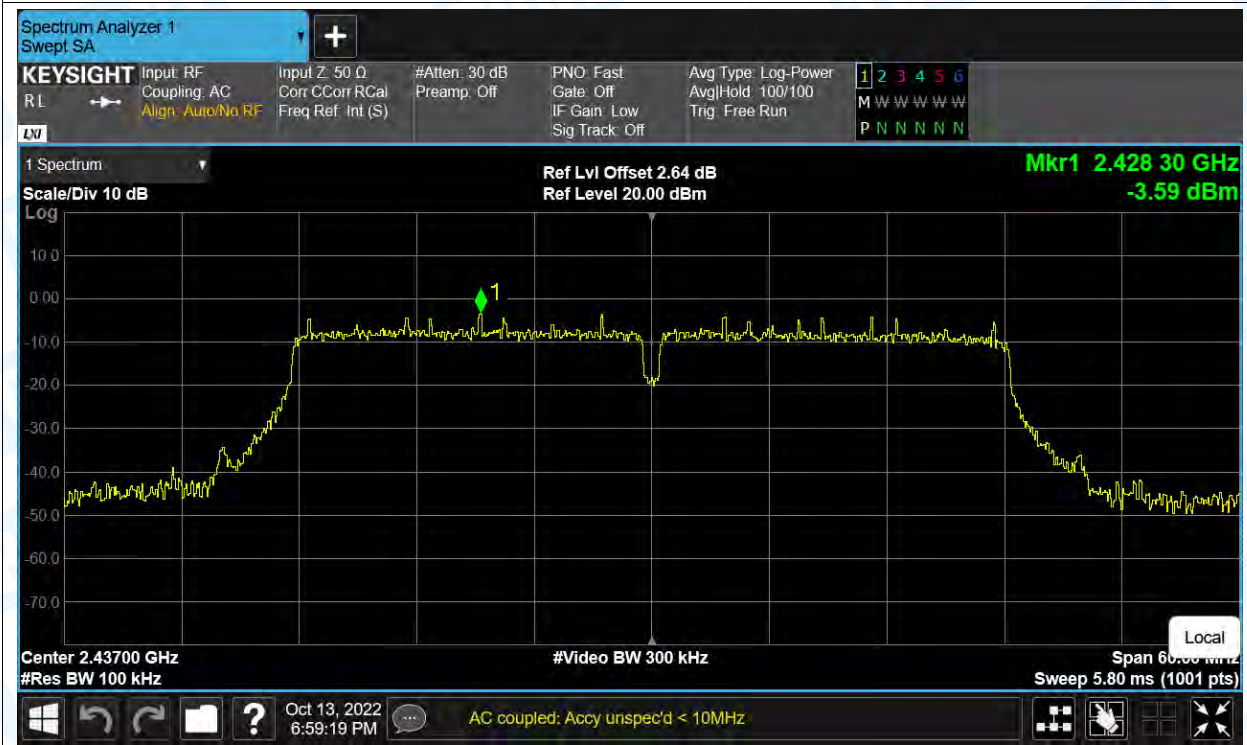 Spectrum Analyzer 1
Swept SA
KEYSIGHT
RL
LXI
Input: RF
Coupling: AC
Align: Auto/No RF
Input Z: 50 Ω
Corr CCorr RCal
Freq Ref: Int (S)
#Atten: 30 dB
Preamp: Off
PNO: Fast
Gate: Off
IF Gain: Low
Sig Track: Off
Avg Type: Log-Power
Avg|Hold: 100/100
Trig: Free Run
1 2 3 4 5 6
M W W W W W
P N N N N N
1 Spectrum
Scale/Div 10 dB
Log
Ref Lvl Offset 2.64 dB
Ref Level 20.00 dBm
Mkr1 2.428 30 GHz
-3.59 dBm
10.0
0.00
1
-10.0
-20.0
-30.0
-40.0
-50.0
-60.0
-70.0
Local
Center 2.43700 GHz
#Res BW 100 kHz
#Video BW 300 kHz
Span 60.00 MHz
Sweep 5.80 ms (1001 pts)
?
Oct 13, 2022
6:59:19 PM
AC coupled: Accy unspec'd < 10MHz